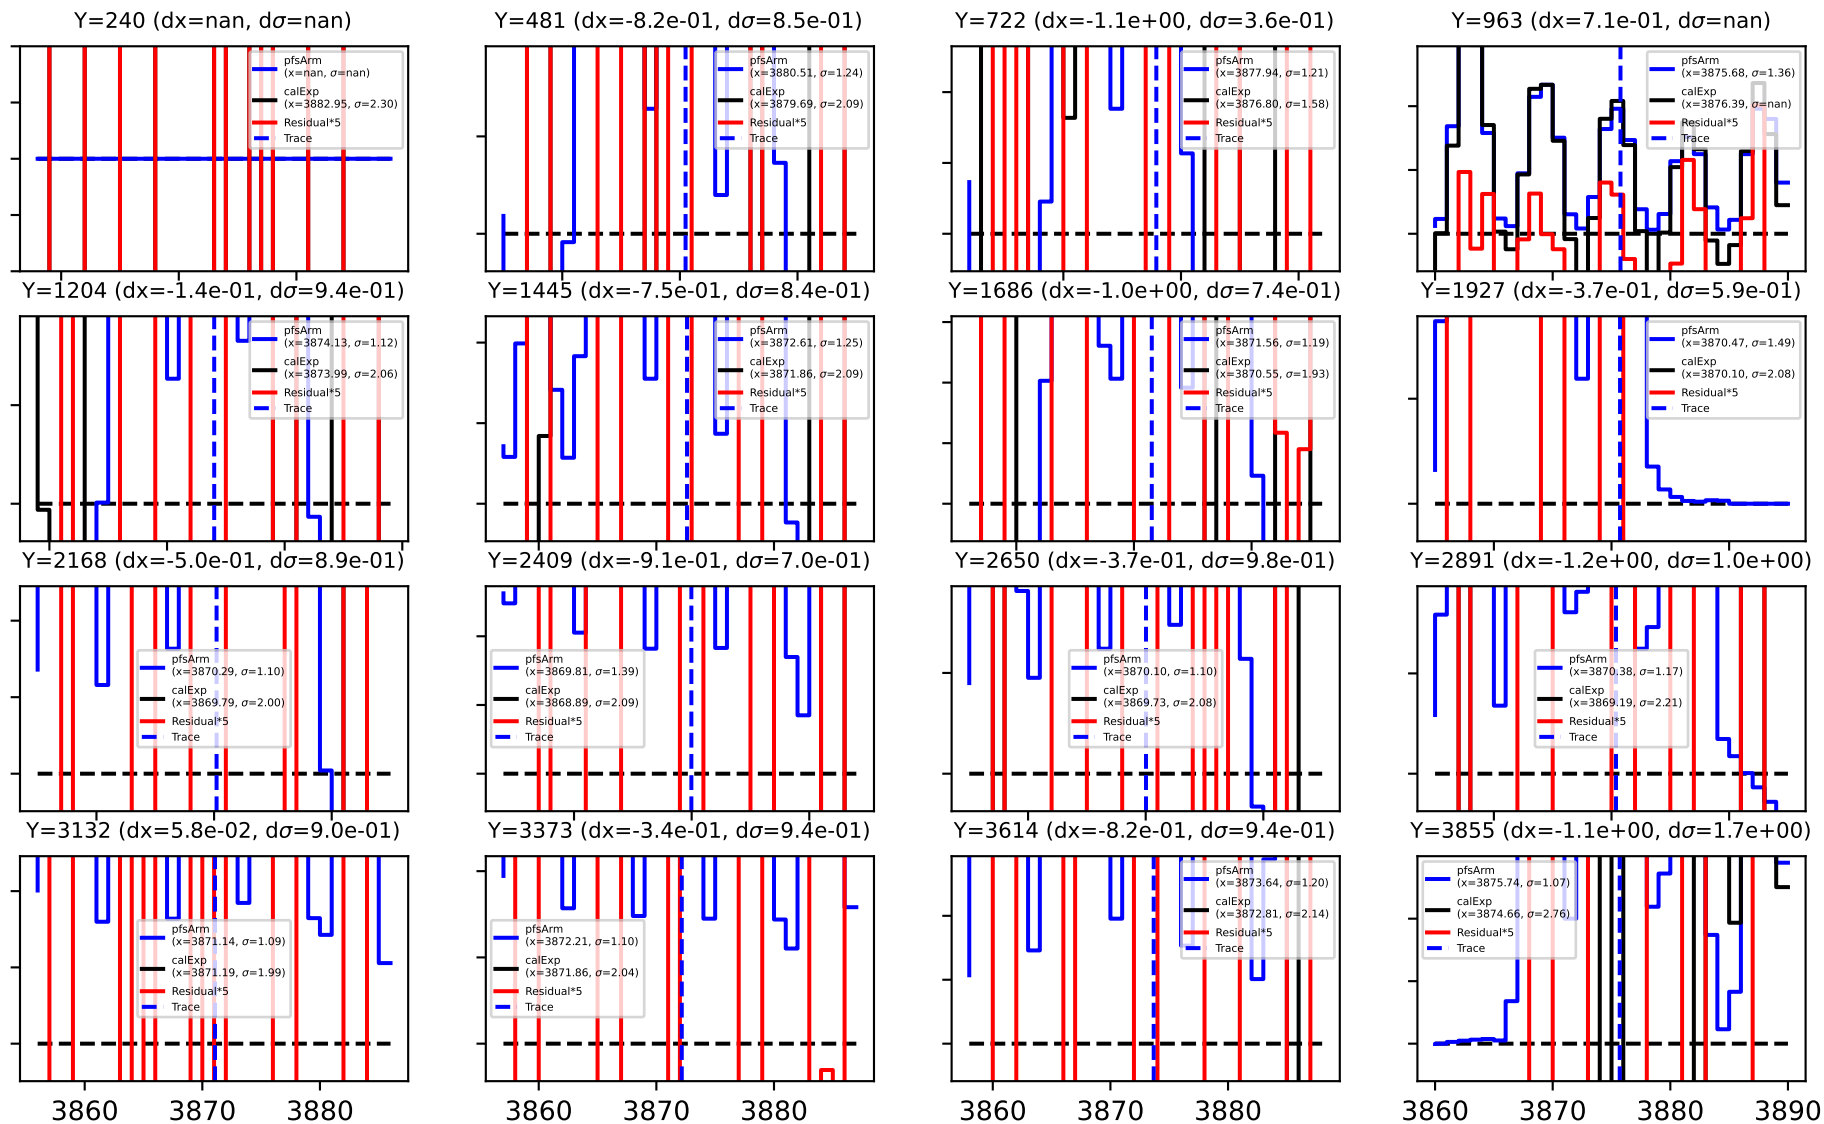 Y=240 (dx=nan, dσ=nan)
pfsArm
(x=nan, σ=nan)
calExp
(x=3882.95, σ=2.30)
Residual*5
Trace
Y=481 (dx=-8.2e-01, dσ=8.5e-01)
pfsArm
(x=3880.51, σ=1.24)
calExp
(x=3879.69, σ=2.09)
Residual*5
Trace
Y=722 (dx=-1.1e+00, dσ=3.6e-01)
pfsArm
(x=3877.94, σ=1.21)
calExp
(x=3876.80, σ=1.58)
Residual*5
Trace
Y=963 (dx=7.1e-01, dσ=nan)
pfsArm
(x=3875.68, σ=1.36)
calExp
(x=3876.39, σ=nan)
Residual*5
Trace
Y=1204 (dx=-1.4e-01, dσ=9.4e-01)
pfsArm
(x=3874.13, σ=1.12)
calExp
(x=3873.99, σ=2.06)
Residual*5
Trace
Y=1445 (dx=-7.5e-01, dσ=8.4e-01)
pfsArm
(x=3872.61, σ=1.25)
calExp
(x=3871.86, σ=2.09)
Residual*5
Trace
Y=1686 (dx=-1.0e+00, dσ=7.4e-01)
pfsArm
(x=3871.56, σ=1.19)
calExp
(x=3870.55, σ=1.93)
Residual*5
Trace
Y=1927 (dx=-3.7e-01, dσ=5.9e-01)
pfsArm
(x=3870.47, σ=1.49)
calExp
(x=3870.10, σ=2.08)
Residual*5
Trace
Y=2168 (dx=-5.0e-01, dσ=8.9e-01)
pfsArm
(x=3870.29, σ=1.10)
calExp
(x=3869.79, σ=2.00)
Residual*5
Trace
Y=2409 (dx=-9.1e-01, dσ=7.0e-01)
pfsArm
(x=3869.81, σ=1.39)
calExp
(x=3868.89, σ=2.09)
Residual*5
Trace
Y=2650 (dx=-3.7e-01, dσ=9.8e-01)
pfsArm
(x=3870.10, σ=1.10)
calExp
(x=3869.73, σ=2.08)
Residual*5
Trace
Y=2891 (dx=-1.2e+00, dσ=1.0e+00)
pfsArm
(x=3870.38, σ=1.17)
calExp
(x=3869.19, σ=2.21)
Residual*5
Trace
Y=3132 (dx=5.8e-02, dσ=9.0e-01)
pfsArm
(x=3871.14, σ=1.09)
calExp
(x=3871.19, σ=1.99)
Residual*5
Trace
3860 3870 3880
Y=3373 (dx=-3.4e-01, dσ=9.4e-01)
pfsArm
(x=3872.21, σ=1.10)
calExp
(x=3871.86, σ=2.04)
Residual*5
Trace
3860 3870 3880
Y=3614 (dx=-8.2e-01, dσ=9.4e-01)
pfsArm
(x=3873.64, σ=1.20)
calExp
(x=3872.81, σ=2.14)
Residual*5
Trace
3860 3870 3880
Y=3855 (dx=-1.1e+00, dσ=1.7e+00)
pfsArm
(x=3875.74, σ=1.07)
calExp
(x=3874.66, σ=2.76)
Residual*5
Trace
3860 3870 3880 3890